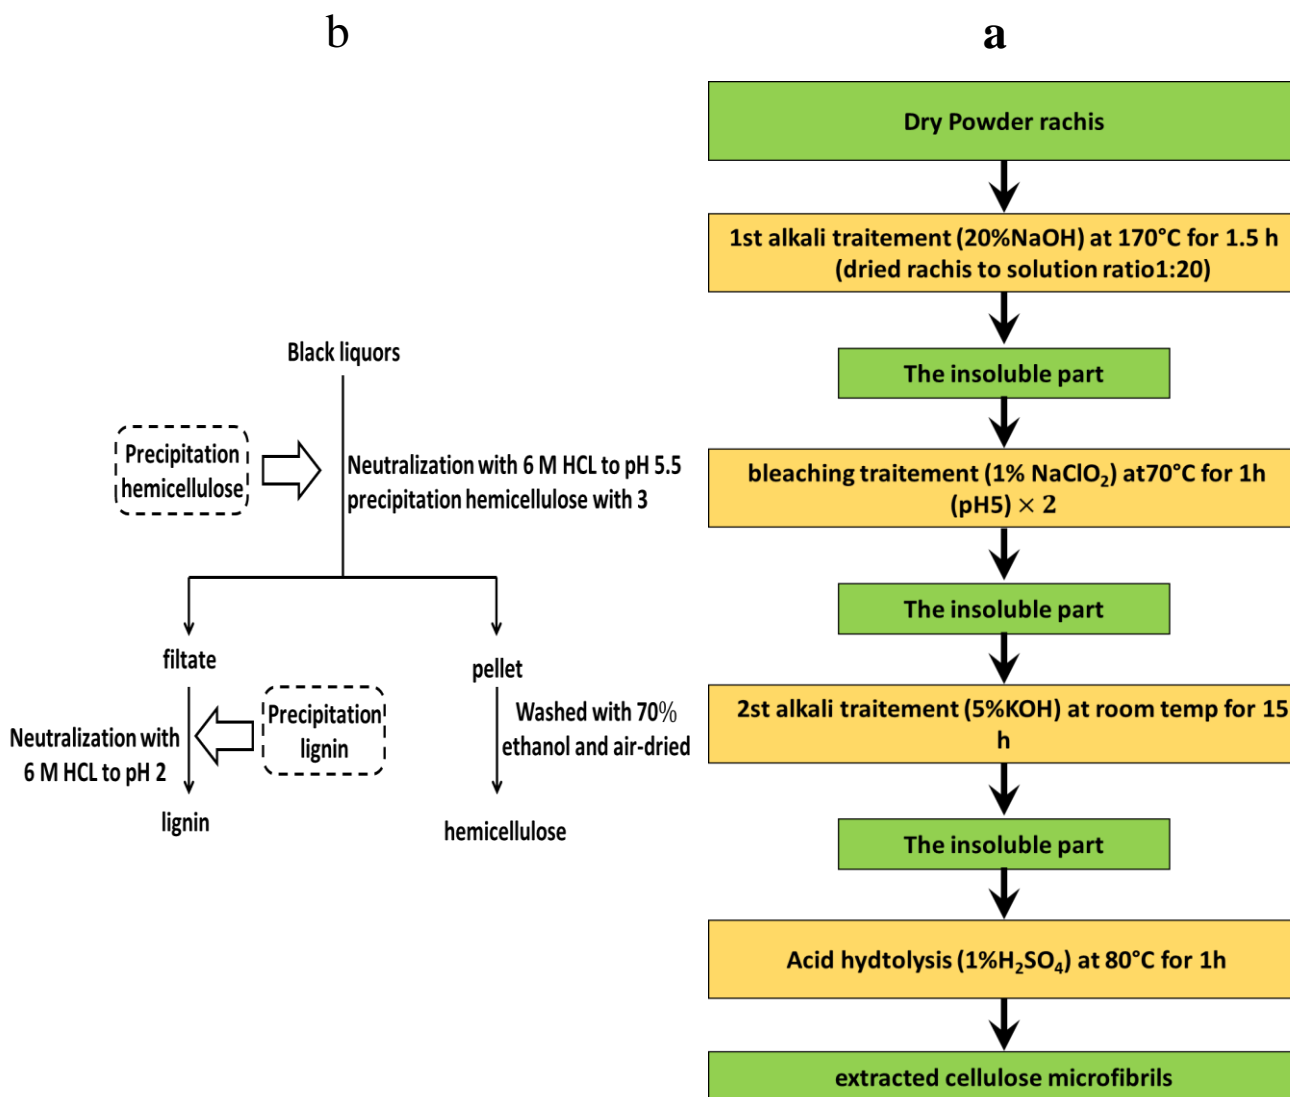 b
Black liquors
Precipitation
hemicellulose
Neutralization with 6 M HCL to pH 5.5
precipitation hemicellulose with 3
filtate
pellet
Neutralization with
6 M HCL to pH 2
Precipitation
lignin
Washed with 70%
ethanol and air-dried
lignin
hemicellulose
a
Dry Powder rachis
1st alkali traitement (20%NaOH) at 170°C for 1.5 h
(dried rachis to solution ratio1:20)
The insoluble part
bleaching traitement (1% NaClO₂) at70°C for 1h
(pH5) × 2
The insoluble part
2st alkali traitement (5%KOH) at room temp for 15
h
The insoluble part
Acid hydtolysis (1%H₂SO₄) at 80°C for 1h
extracted cellulose microfibrils